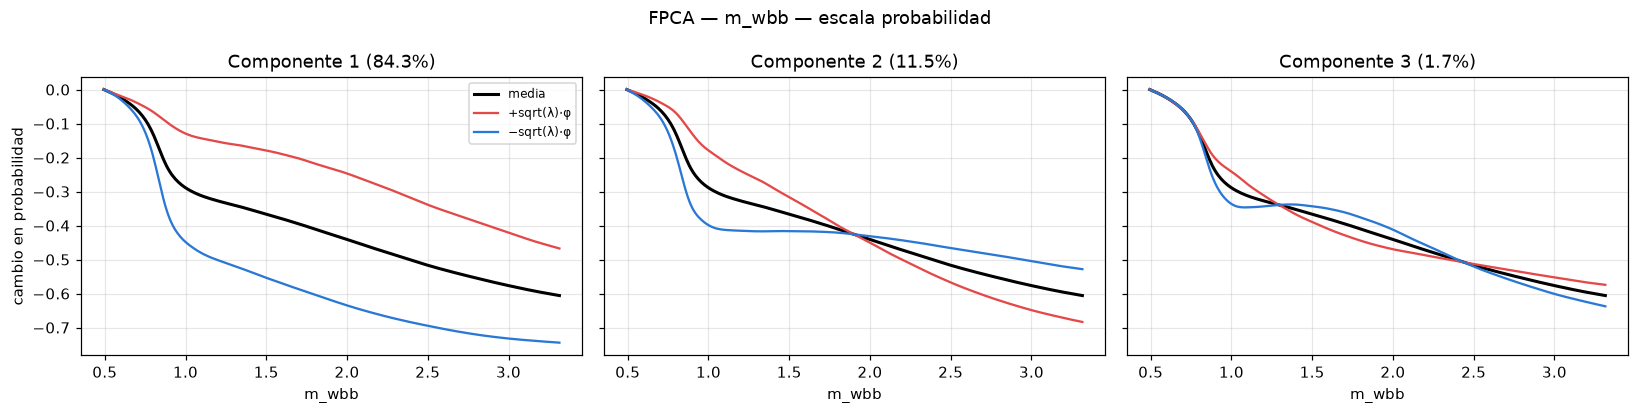 FPCA — m_wbb — escala probabilidad
Componente 1 (84.3%)
Componente 2 (11.5%)
Componente 3 (1.7%)
media
+sqrt(λ)·φ
−sqrt(λ)·φ
cambio en probabilidad
0.0
−0.1
−0.2
−0.3
−0.4
−0.5
−0.6
−0.7
0.5 1.0 1.5 2.0 2.5 3.0
0.5 1.0 1.5 2.0 2.5 3.0
0.5 1.0 1.5 2.0 2.5 3.0
m_wbb
m_wbb
m_wbb